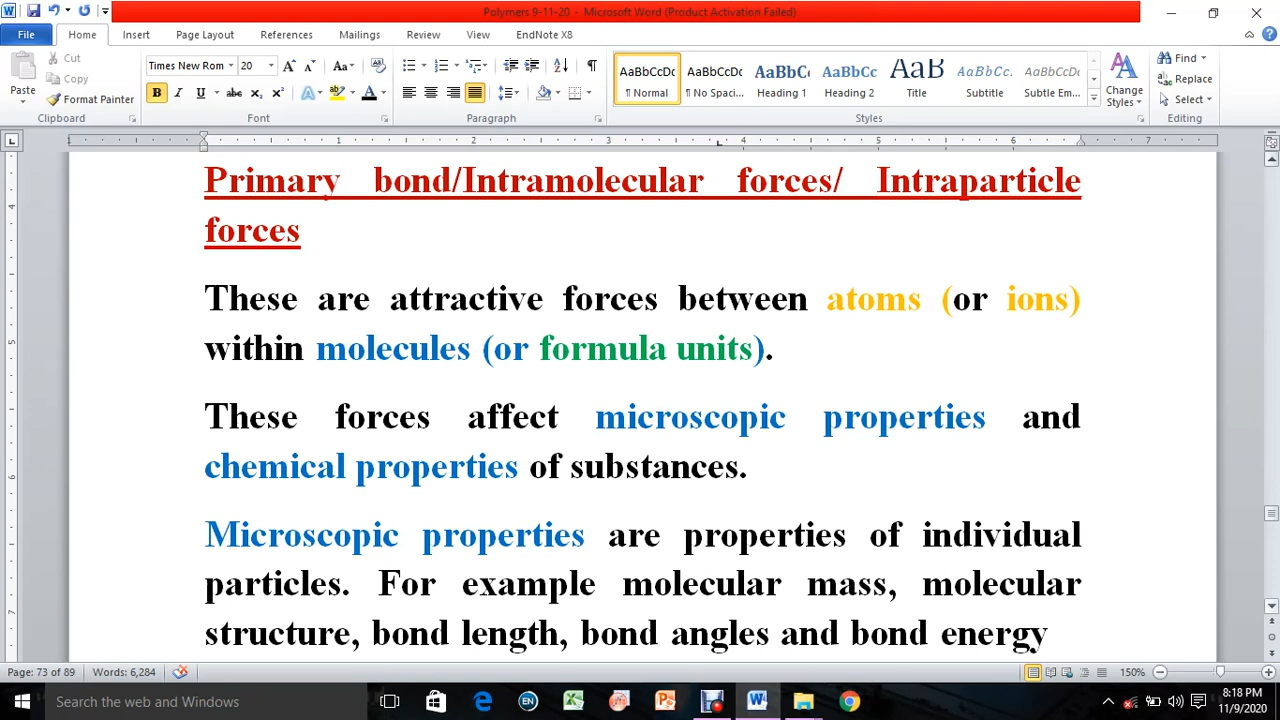 Polymers 9-11-20 - Microsoft Word (Product Activation Failed)
File Home Insert Page Layout References Mailings Review View EndNote X8
Paste Cut Copy Format Painter
Times New Rom 20
AaBbCcDc AaBbCcDc AaBbC AaBbCc AaB AaBbCcL AaBbCcDc
¶ Normal ¶ No Spaci... Heading 1 Heading 2 Title Subtitle Subtle Em...
Change Styles
Find Replace Select
Clipboard Font Paragraph Styles Editing
Primary bond/Intramolecular forces/ Intraparticle
forces
These are attractive forces between atoms (or ions)
within molecules (or formula units).
These forces affect microscopic properties and
chemical properties of substances.
Microscopic properties are properties of individual
particles. For example molecular mass, molecular
structure, bond length, bond angles and bond energy
Page: 73 of 89 Words: 6,284 150%
Search the web and Windows
8:18 PM
11/9/2020